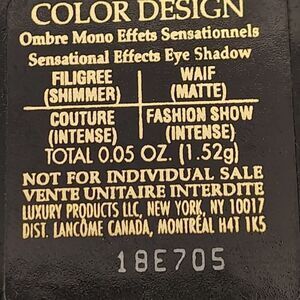 COLOR DESIGN
Ombre Mono Effets Sensationnels
Sensational Effects Eye Shadow
FILIGREE WAIF
(SHIMMER) (MATTE)
COUTURE FASHION SHOW
(INTENSE) (INTENSE)
TOTAL 0.05 OZ. (1.52g)
NOT FOR INDIVIDUAL SALE
VENTE UNITAIRE INTERDITE
LUXURY PRODUCTS LLC, NEW YORK, NY 10017
DIST. LANCÔME CANADA, MONTRÉAL H4T 1K5
18E705